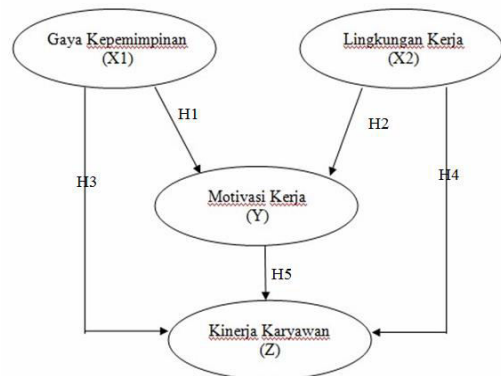 Gaya Kepemimpinan
(X1)
Lingkungan Kerja
(X2)
H1
H2
H3
H4
Motivasi Kerja
(Y)
H5
Kinerja Karyawan
(Z)